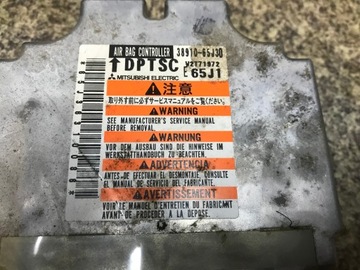 AIR BAG CONTROLLER 38910-65J30
↑DPTSC V2T71972
MITSUBISHI ELECTRIC E 65J1
⚠注意
取り外す前に必ずサービスマニュアルをご覧ください。
⚠WARNING
SEE MANUFACTURER'S SERVICE MANUAL
BEFORE REMOVAL.
⚠WARNUNG
VOR DEM AUSBAU SIND DIE HINWEISE IM
WERKSTATTHANDBUCH ZU BEACHTEN.
⚠ADVERTENCIA
ANTES DE EFECTUAR EL DESMONTAJE, CONSULTE
EL MANUAL DE SERVICIO DEL FABRICANTE.
⚠AVERTISSEMENT
VOIR LE MANUEL D'ENTRETIEN DU FABRICANT
AVANT DE PROCEDER A LA DEPOSE.